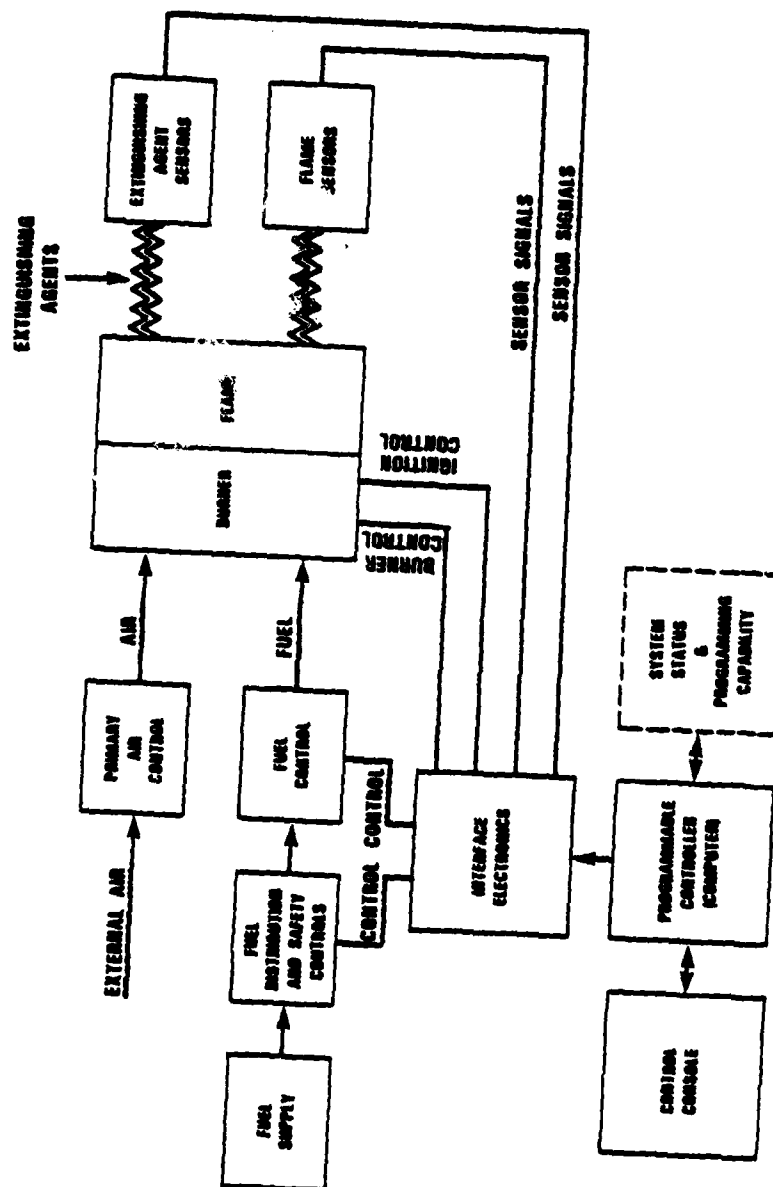 EXTINGUISHING
AGENTS
EXTINGUISHING
AGENT
SENSORS
FLAME
SENSORS
BURNER
FLAME
EXTERNAL AIR
PRIMARY
AIR
CONTROL
AIR
FUEL
SUPPLY
FUEL
DISTRIBUTION
AND SAFETY
CONTROLS
FUEL
CONTROL
FUEL
CONTROL
CONTROL
BURNER
CONTROL
IGNITION
CONTROL
SENSOR SIGNALS
SENSOR SIGNALS
INTERFACE
ELECTRONICS
CONTROL
CONSOLE
PROGRAMMABLE
CONTROLLER
(COMPUTER)
SYSTEM
STATUS
&
PROGRAMMING
CAPABILITY